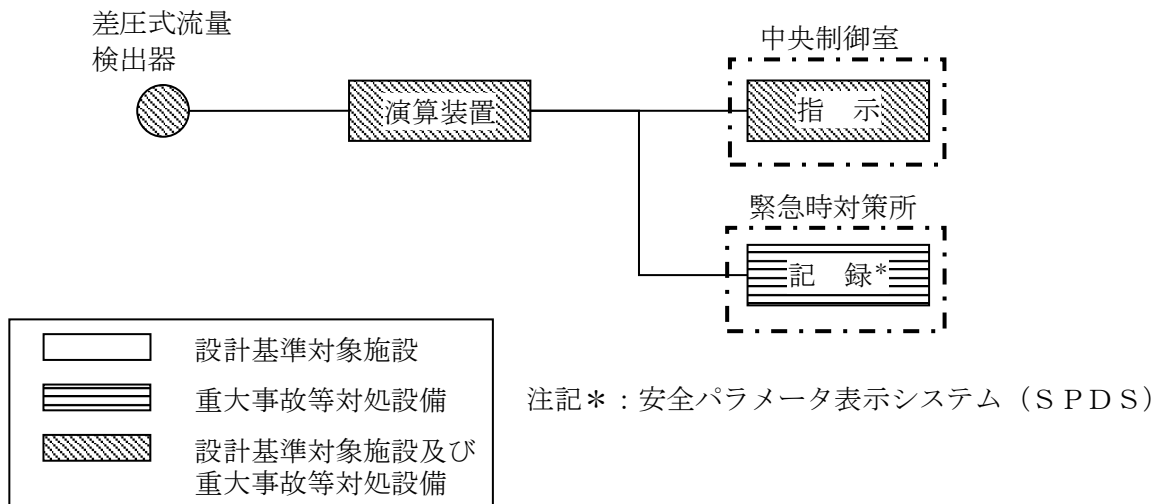 差圧式流量
検出器
中央制御室
演算装置
指　示
緊急時対策所
記　録*
設計基準対象施設
重大事故等対処設備
設計基準対象施設及び
重大事故等対処設備
注記＊：安全パラメータ表示システム（ＳＰＤＳ）